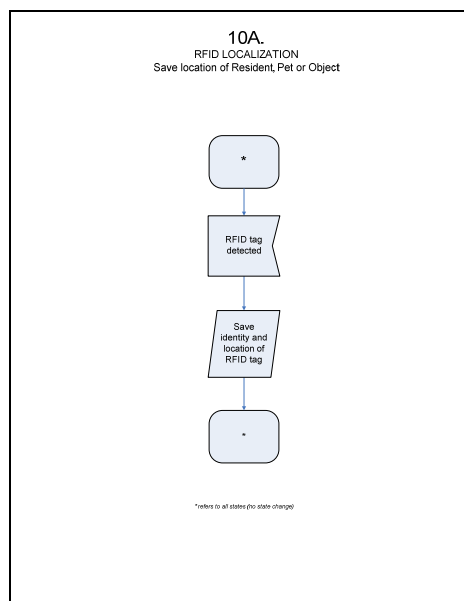 10A.
RFID LOCALIZATION
Save location of Resident, Pet or Object
*
RFID tag
detected
Save
identity and
location of
RFID tag
*
*refers to all states (no state change)